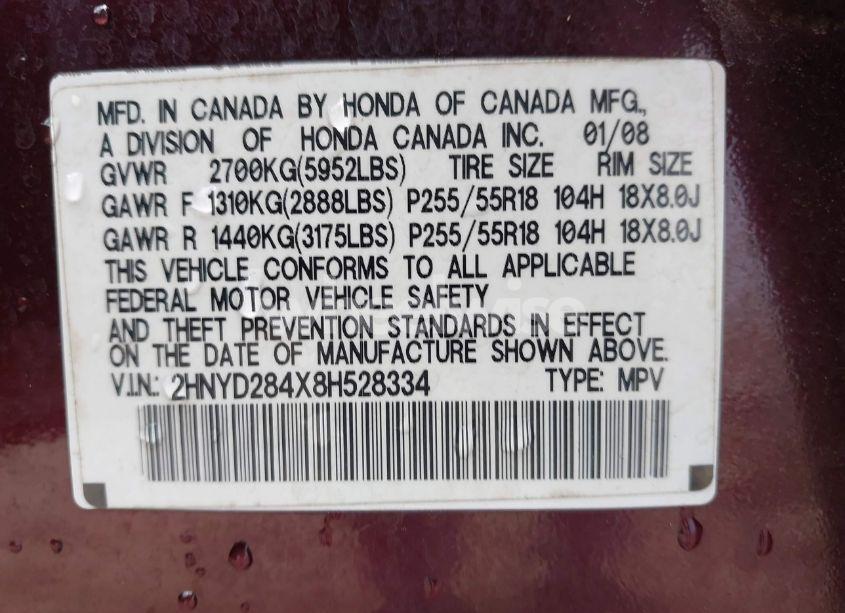 MFD. IN CANADA BY HONDA OF CANADA MFG.,
A DIVISION OF HONDA CANADA INC. 01/08
GVWR 2700KG(5952LBS) TIRE SIZE RIM SIZE
GAWR F 1310KG(2888LBS) P255/55R18 104H 18X8.0J
GAWR R 1440KG(3175LBS) P255/55R18 104H 18X8.0J
THIS VEHICLE CONFORMS TO ALL APPLICABLE
FEDERAL MOTOR VEHICLE SAFETY
AND THEFT PREVENTION STANDARDS IN EFFECT
ON THE DATE OF MANUFACTURE SHOWN ABOVE.
V.I.N.: 2HNYD284X8H528334 TYPE: MPV